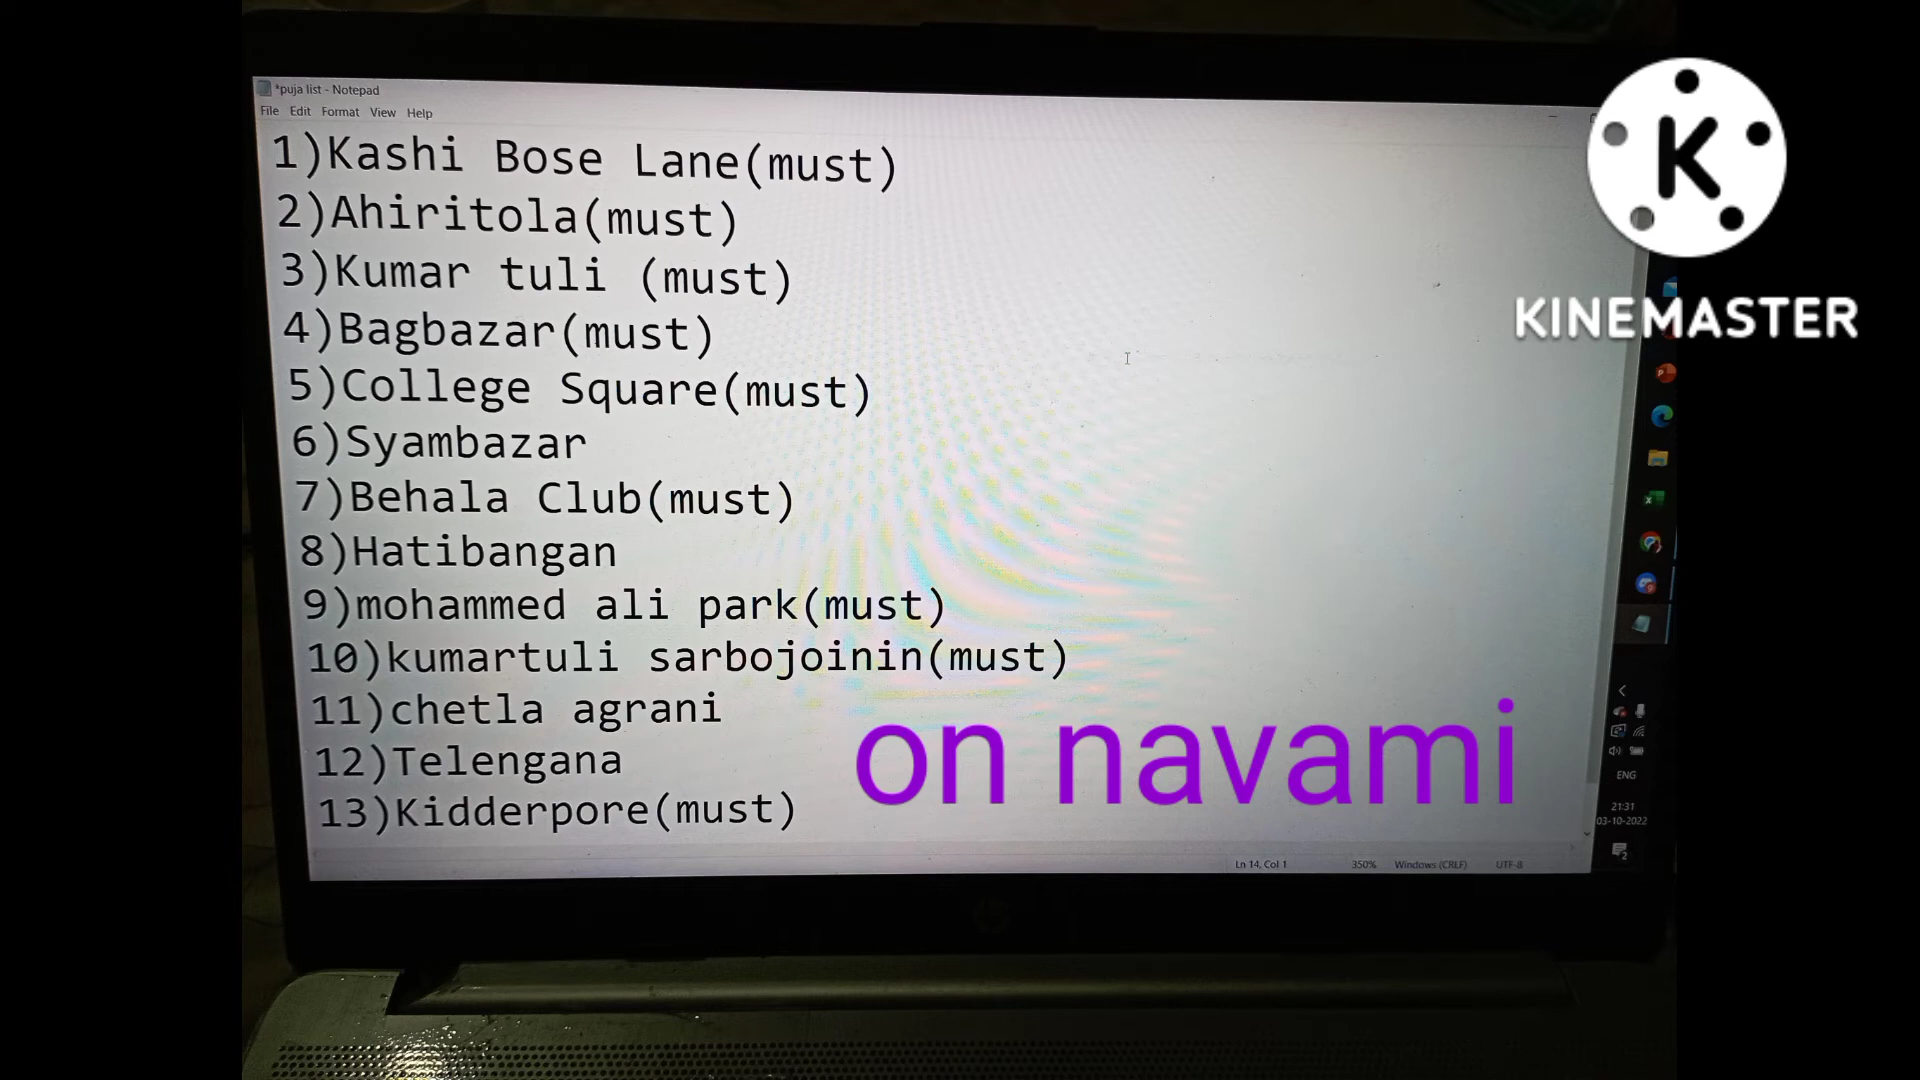 *puja list - Notepad
File Edit Format View Help
1)Kashi Bose Lane(must)
2)Ahiritola(must)
3)Kumar tuli (must)
4)Bagbazar(must)
5)College Square(must)
6)Syambazar
7)Behala Club(must)
8)Hatibangan
9)mohammed ali park(must)
10)kumartuli sarbojoinin(must)
11)chetla agrani
12)Telengana
13)Kidderpore(must)
on navami
K
KINEMASTER
ENG
21:31
03-10-2022
2
Ln 14, Col 1 350% Windows (CRLF) UTF-8
hp